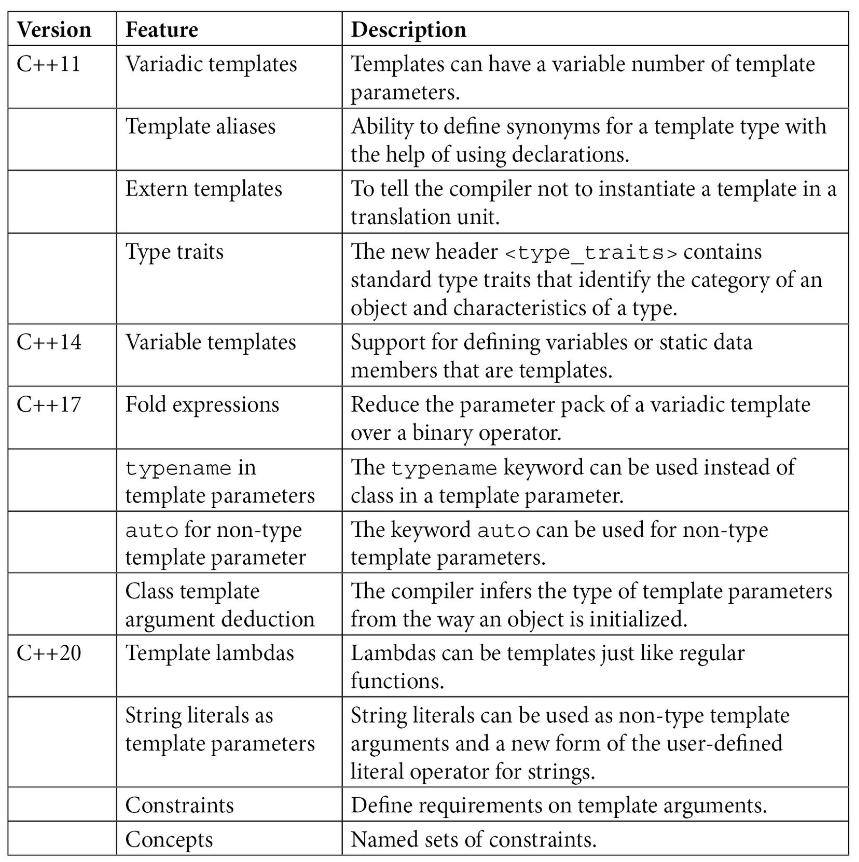 Version Feature Description
C++11 Variadic templates Templates can have a variable number of template
parameters.
Template aliases Ability to define synonyms for a template type with
the help of using declarations.
Extern templates To tell the compiler not to instantiate a template in a
translation unit.
Type traits The new header <type_traits> contains
standard type traits that identify the category of an
object and characteristics of a type.
C++14 Variable templates Support for defining variables or static data
members that are templates.
C++17 Fold expressions Reduce the parameter pack of a variadic template
over a binary operator.
typename in The typename keyword can be used instead of
template parameters class in a template parameter.
auto for non-type The keyword auto can be used for non-type
template parameter template parameters.
Class template The compiler infers the type of template parameters
argument deduction from the way an object is initialized.
C++20 Template lambdas Lambdas can be templates just like regular
functions.
String literals as String literals can be used as non-type template
template parameters arguments and a new form of the user-defined
literal operator for strings.
Constraints Define requirements on template arguments.
Concepts Named sets of constraints.